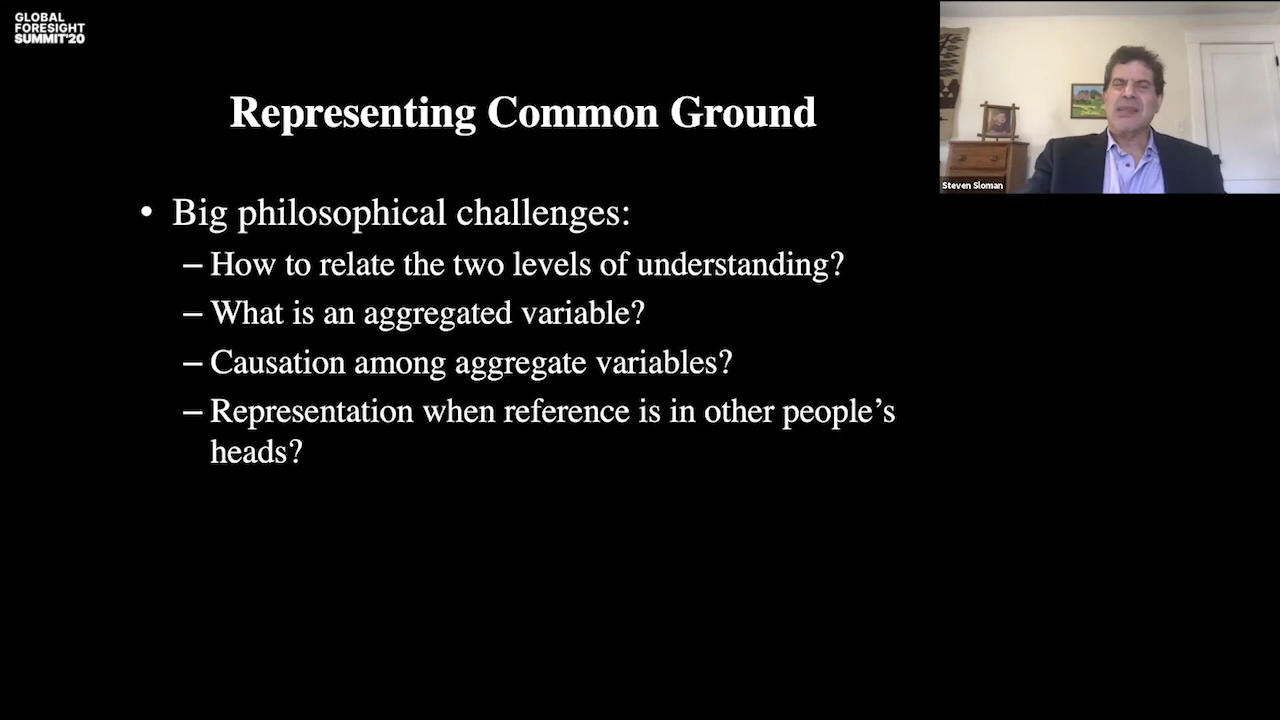 GLOBAL
FORESIGHT
SUMMIT'20
Representing Common Ground
• Big philosophical challenges:
– How to relate the two levels of understanding?
– What is an aggregated variable?
– Causation among aggregate variables?
– Representation when reference is in other people’s
heads?
Steven Sloman